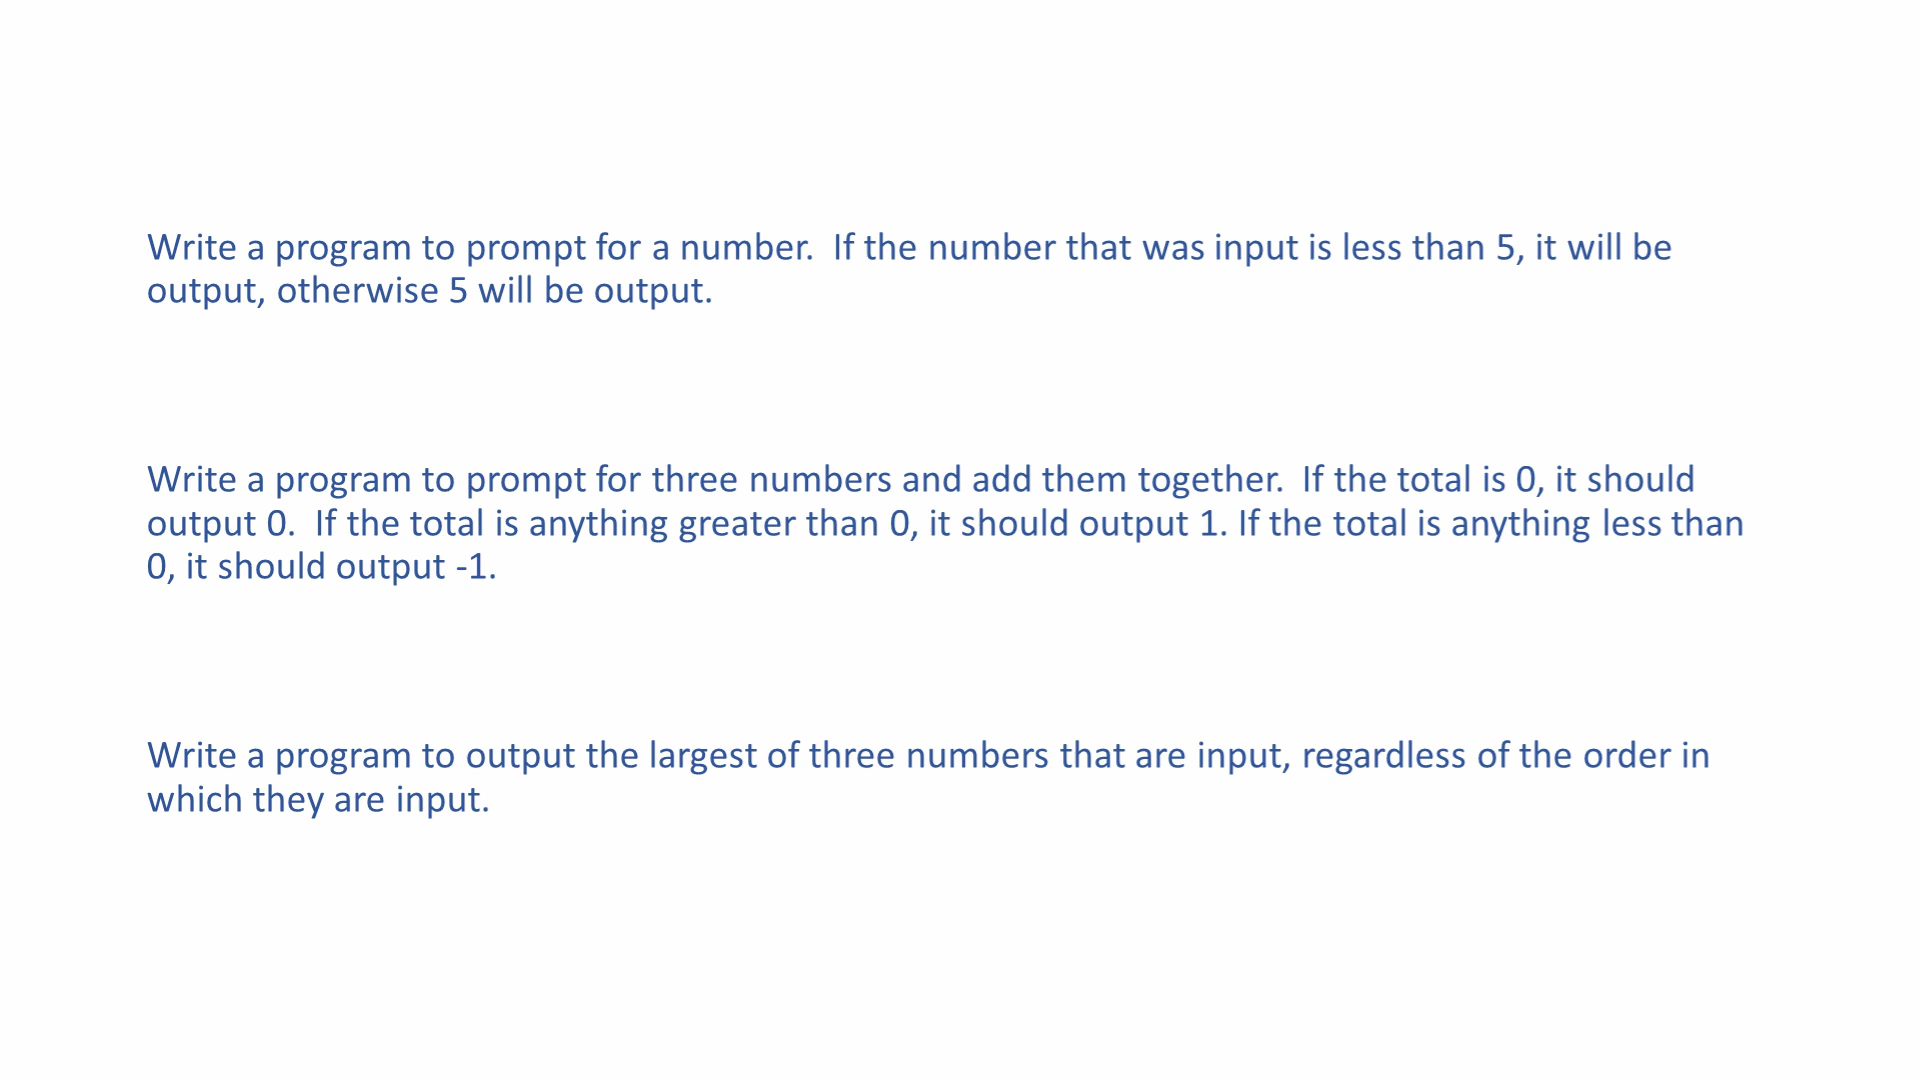 Write a program to prompt for a number.  If the number that was input is less than 5, it will be
output, otherwise 5 will be output.
Write a program to prompt for three numbers and add them together.  If the total is 0, it should
output 0.  If the total is anything greater than 0, it should output 1. If the total is anything less than
0, it should output -1.
Write a program to output the largest of three numbers that are input, regardless of the order in
which they are input.